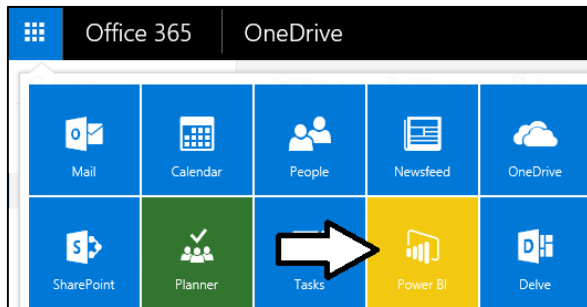 Office 365 OneDrive
Mail Calendar People Newsfeed OneDrive
SharePoint Planner Tasks Power BI Delve